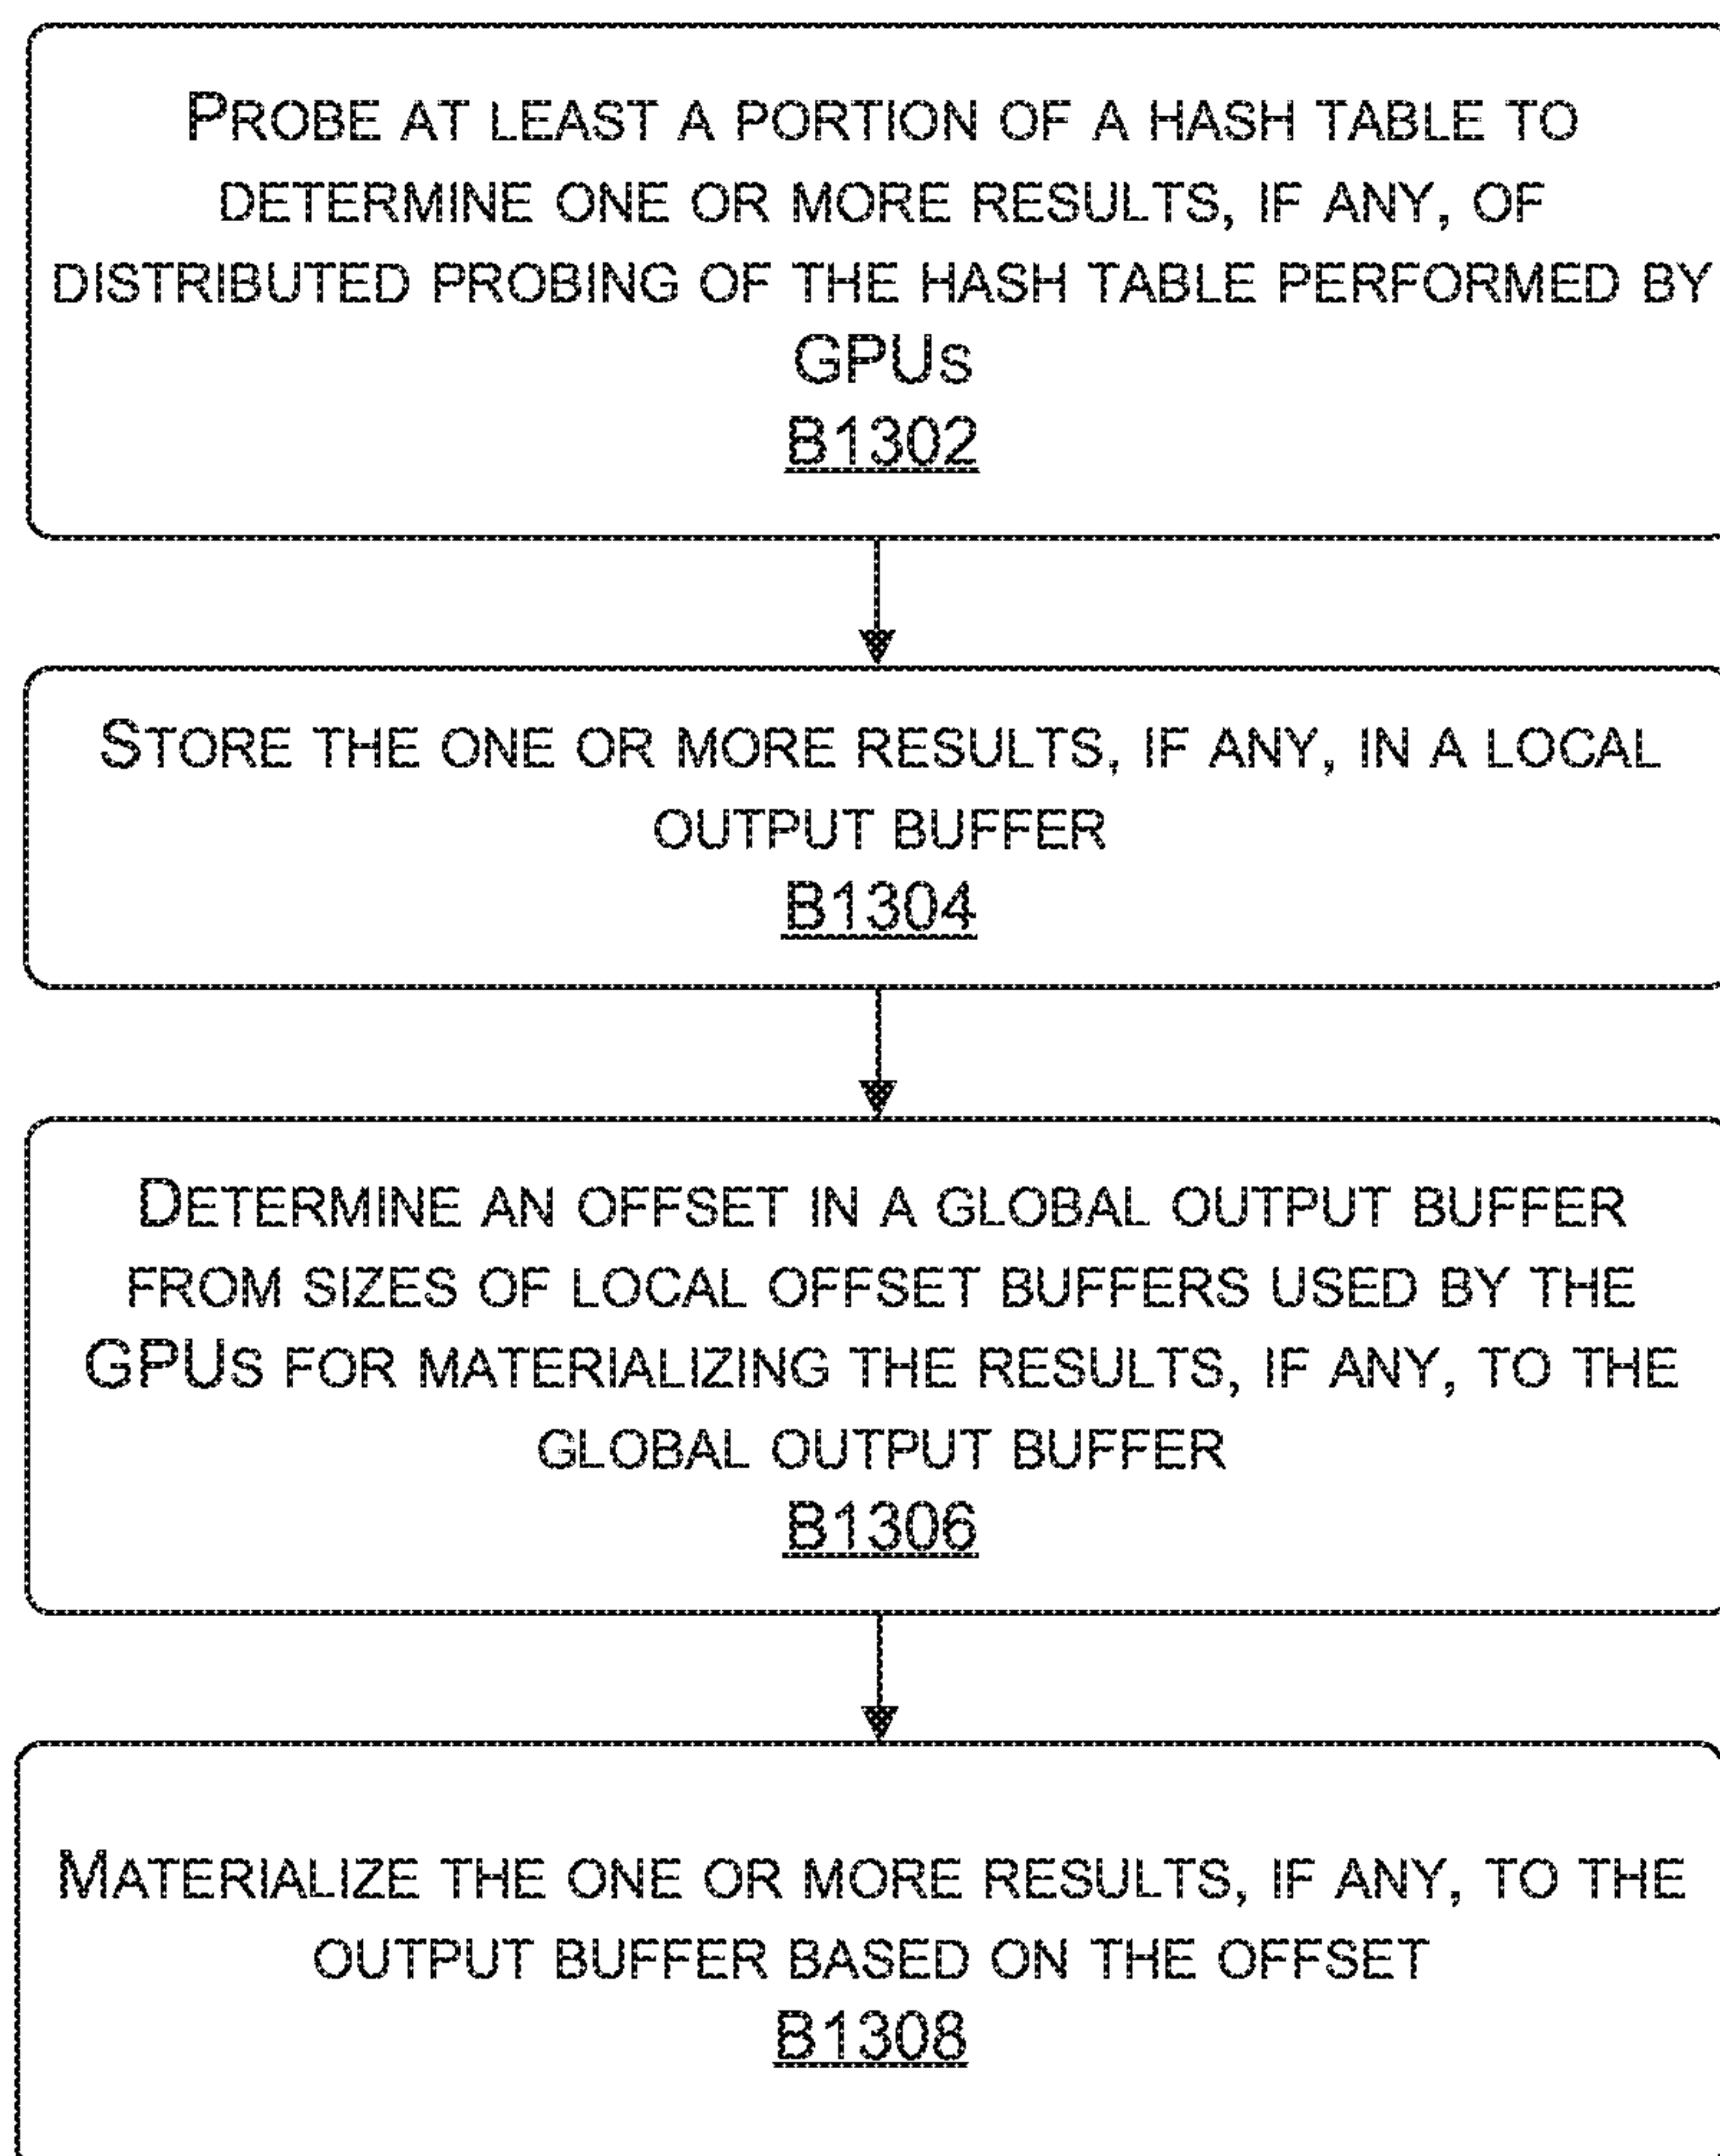 PROBE AT LEAST A PORTION OF A HASH TABLE TO
DETERMINE ONE OR MORE RESULTS, IF ANY, OF
DISTRIBUTED PROBING OF THE HASH TABLE PERFORMED BY
GPUS
B1302
STORE THE ONE OR MORE RESULTS, IF ANY, IN A LOCAL
OUTPUT BUFFER
B1304
DETERMINE AN OFFSET IN A GLOBAL OUTPUT BUFFER
FROM SIZES OF LOCAL OFFSET BUFFERS USED BY THE
GPUS FOR MATERIALIZING THE RESULTS, IF ANY, TO THE
GLOBAL OUTPUT BUFFER
B1306
MATERIALIZE THE ONE OR MORE RESULTS, IF ANY, TO THE
OUTPUT BUFFER BASED ON THE OFFSET
B1308